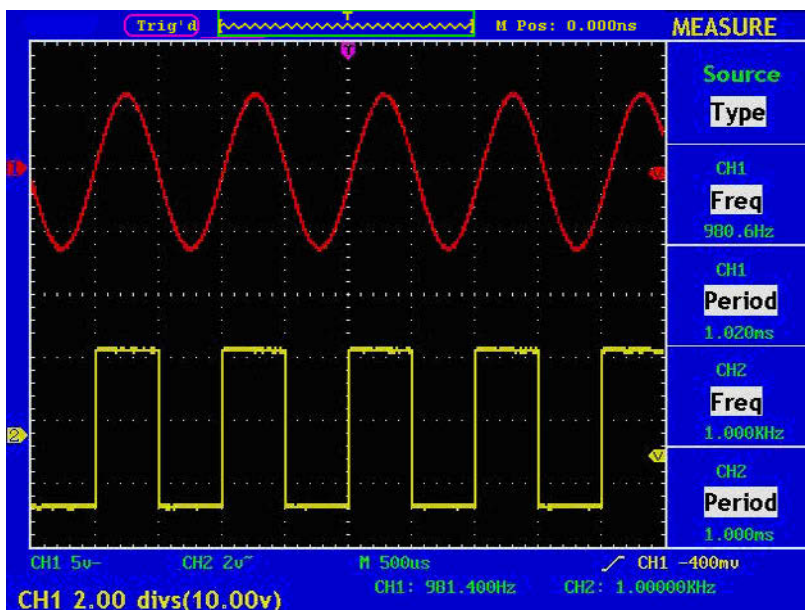 T
Trig'd
M Pos: 0.000ns
MEASURE
T
Source
Type
1
CH1
Freq
980.6Hz
CH1
Period
1.020ms
CH2
Freq
1.000KHz
2
CH2
Period
1.000ms
CH1 5v-
CH2 2v~
M 500us
CH1 -400mv
CH1: 981.400Hz
CH2: 1.00000KHz
CH1 2.00 divs(10.00v)